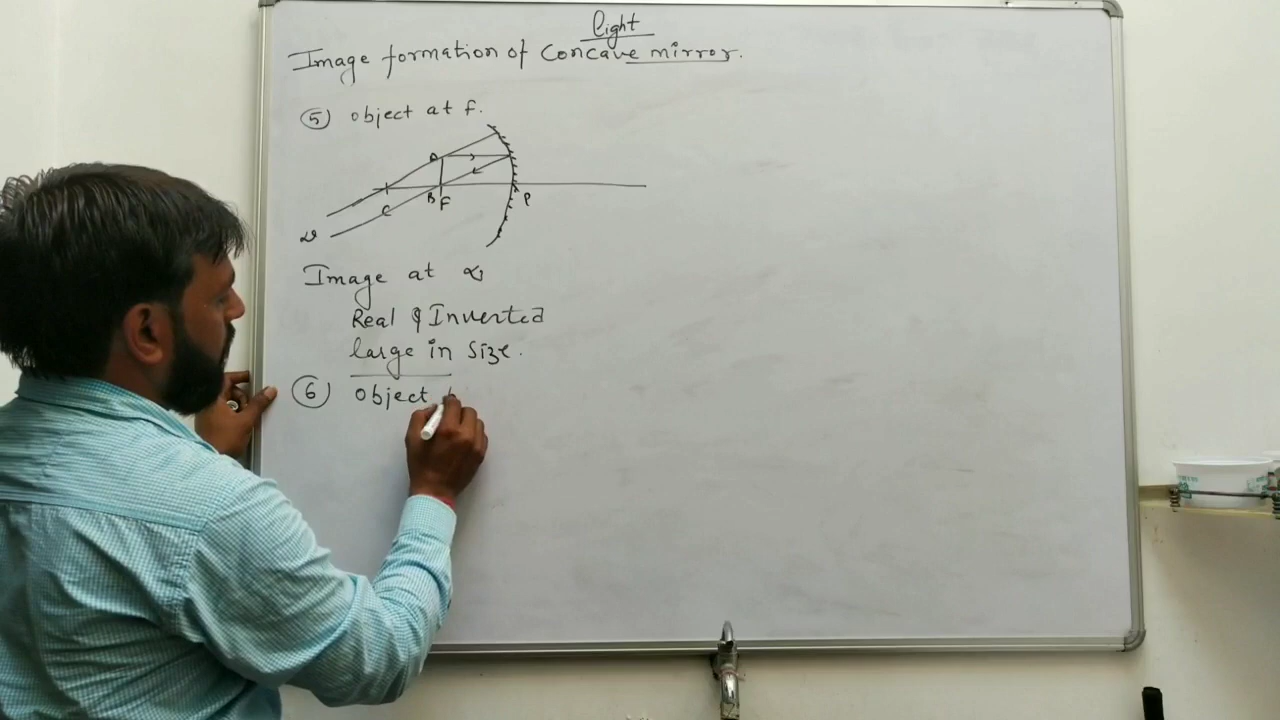 light
Image formation of Concave mirror.
5 object at f.
A
C B F P
Image at ∝
Real & Inverted
large in size.
6 object b